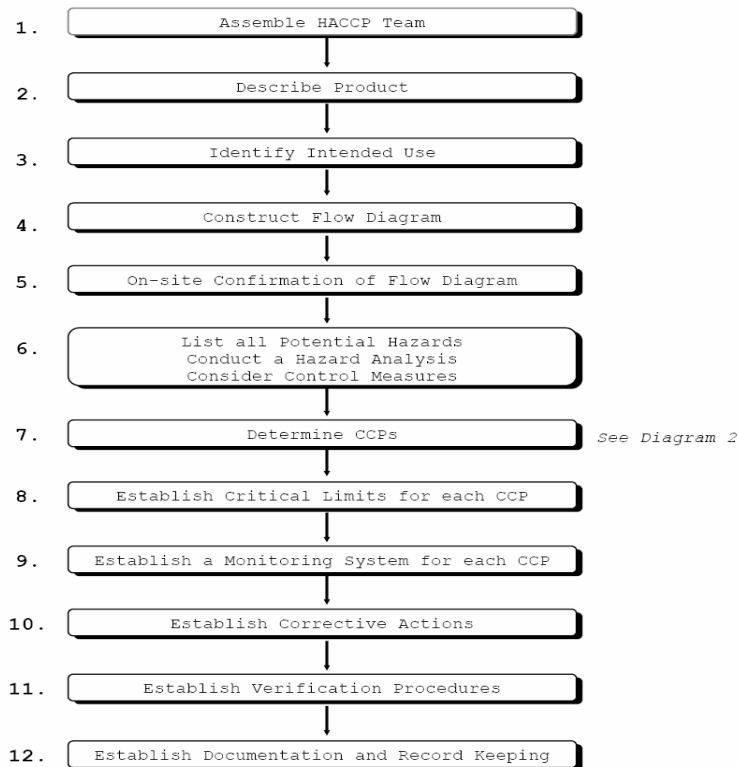 1. Assemble HACCP Team
2. Describe Product
3. Identify Intended Use
4. Construct Flow Diagram
5. On-site Confirmation of Flow Diagram
6. List all Potential Hazards
Conduct a Hazard Analysis
Consider Control Measures
7. Determine CCPs See Diagram 2
8. Establish Critical Limits for each CCP
9. Establish a Monitoring System for each CCP
10. Establish Corrective Actions
11. Establish Verification Procedures
12. Establish Documentation and Record Keeping